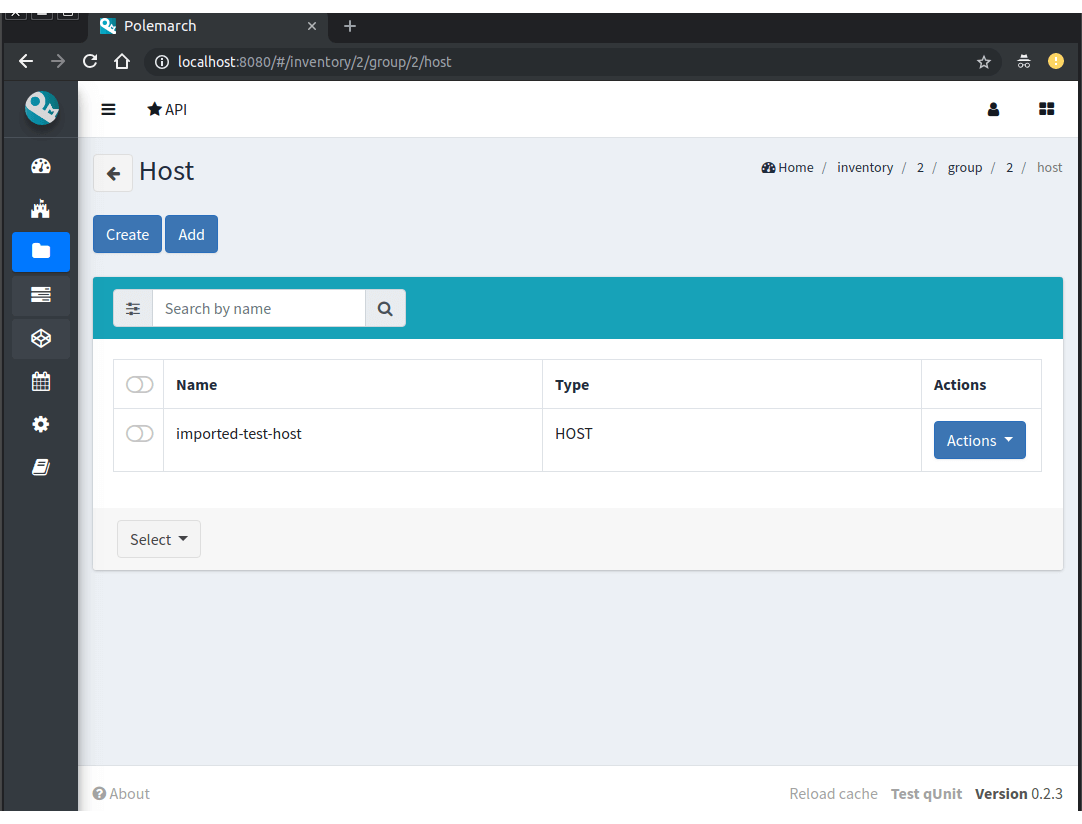 Polemarch
localhost:8080/#/inventory/2/group/2/host
API
Host
Home / inventory / 2 / group / 2 / host
Create Add
Search by name
Name Type Actions
imported-test-host HOST Actions
Select
About Reload cache Test qUnit Version 0.2.3